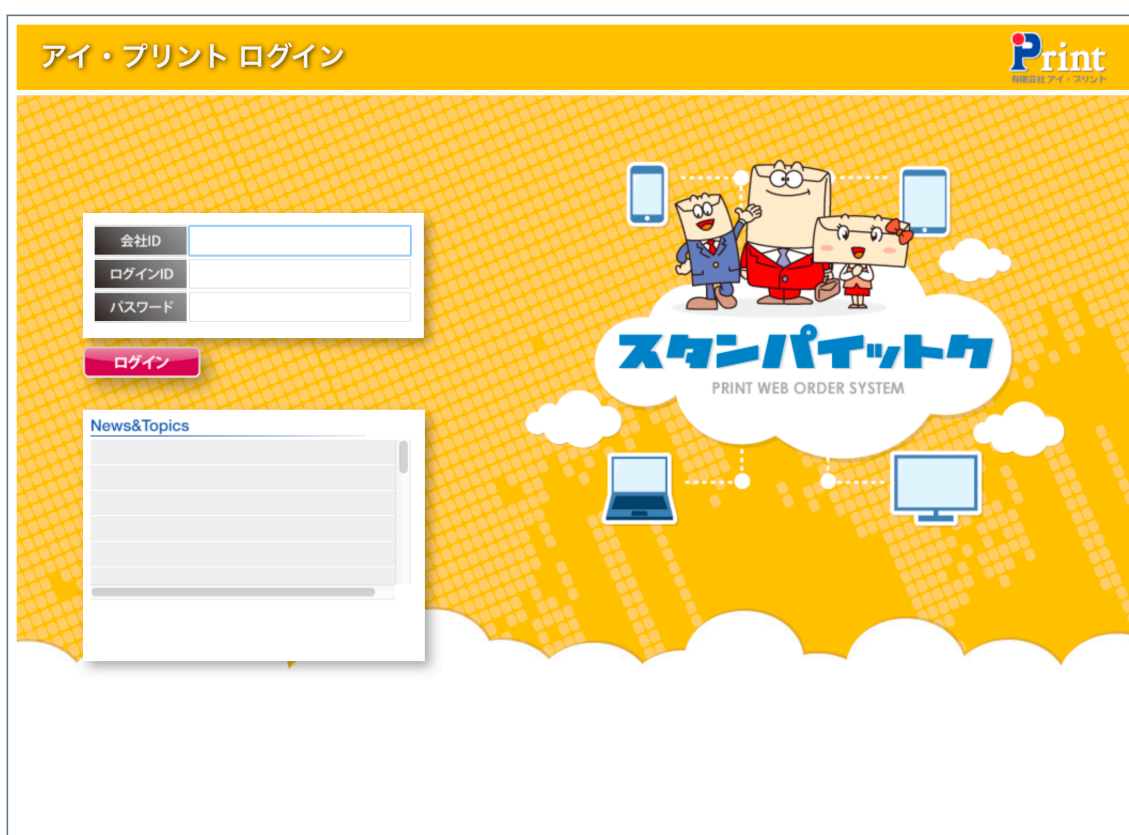 アイ・プリント ログイン
Print
有限会社 アイ・プリント
会社ID
ログインID
パスワード
ログイン
News&Topics
スタンパイットク
PRINT WEB ORDER SYSTEM